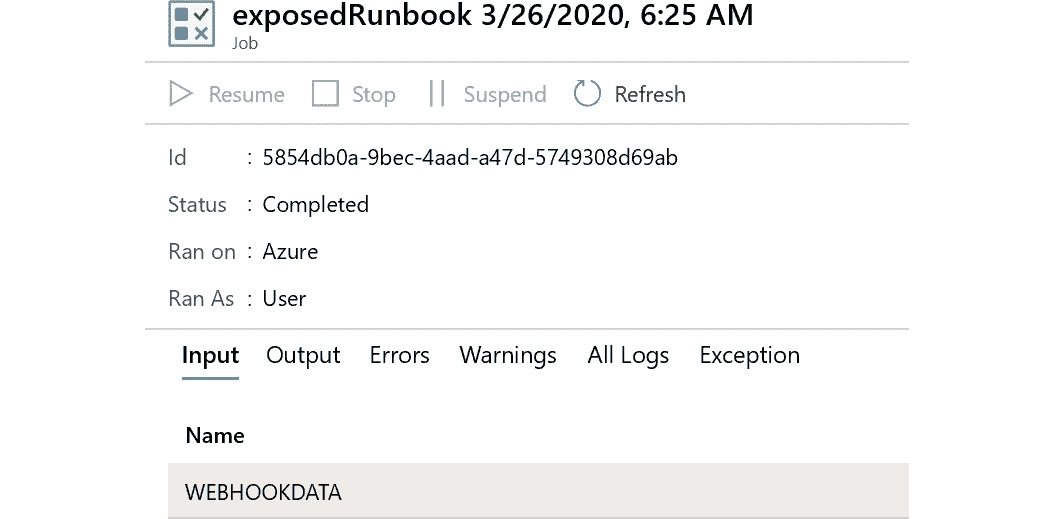 exposedRunbook 3/26/2020, 6:25 AM
Job
Resume Stop Suspend Refresh
Id : 5854db0a-9bec-4aad-a47d-5749308d69ab
Status : Completed
Ran on : Azure
Ran As : User
Input Output Errors Warnings All Logs Exception
Name
WEBHOOKDATA